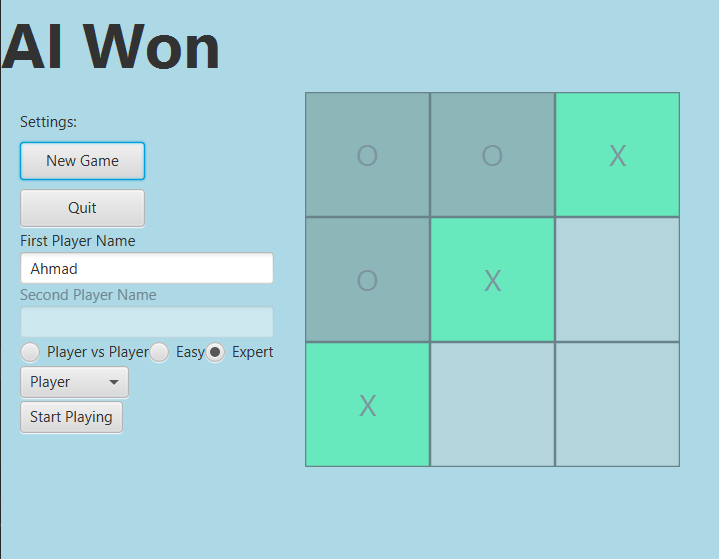 AI Won
Settings:
New Game
Quit
First Player Name
Ahmad
Second Player Name
Player vs Player Easy Expert
Player
Start Playing
O O X
O X
X